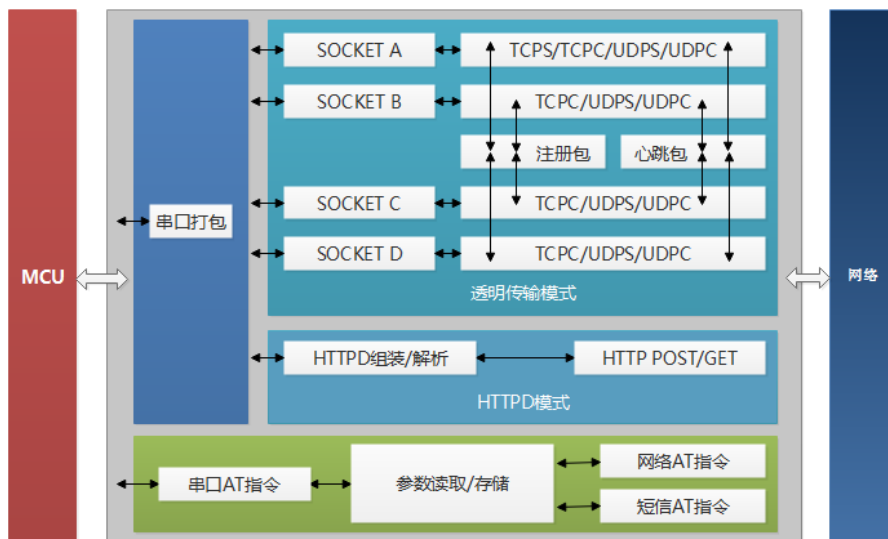 MCU
串口打包
SOCKET A
TCPS/TCPC/UDPS/UDPC
SOCKET B
TCPC/UDPS/UDPC
注册包
心跳包
SOCKET C
TCPC/UDPS/UDPC
SOCKET D
TCPC/UDPS/UDPC
透明传输模式
HTTPD组装/解析
HTTP POST/GET
HTTPD模式
串口AT指令
参数读取/存储
网络AT指令
短信AT指令
网络